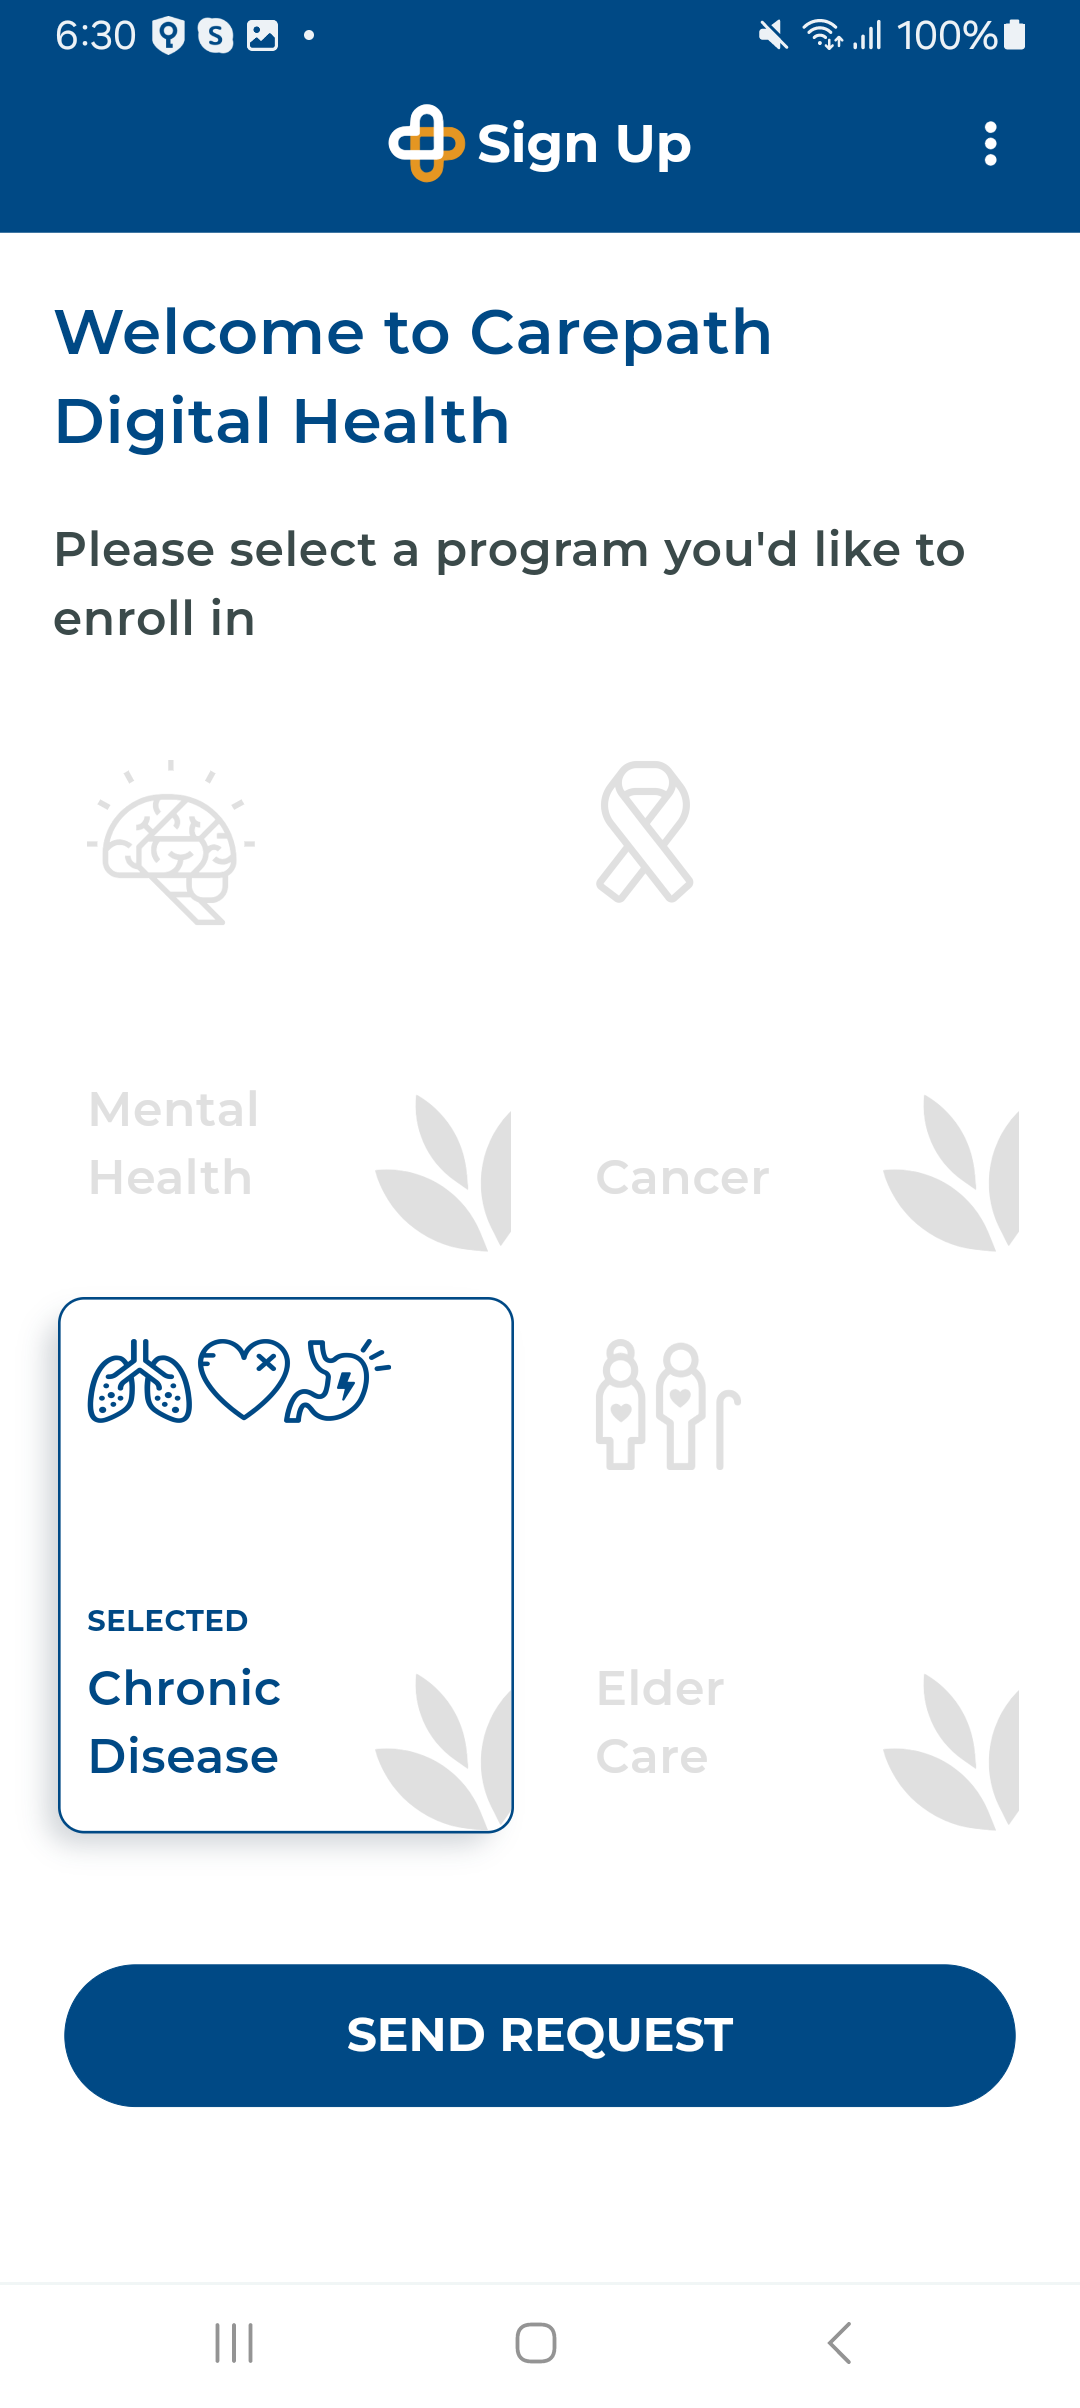 6:30
100%
Sign Up
Welcome to Carepath
Digital Health
Please select a program you'd like to
enroll in
Mental
Health
Cancer
SELECTED
Chronic
Disease
Elder
Care
SEND REQUEST